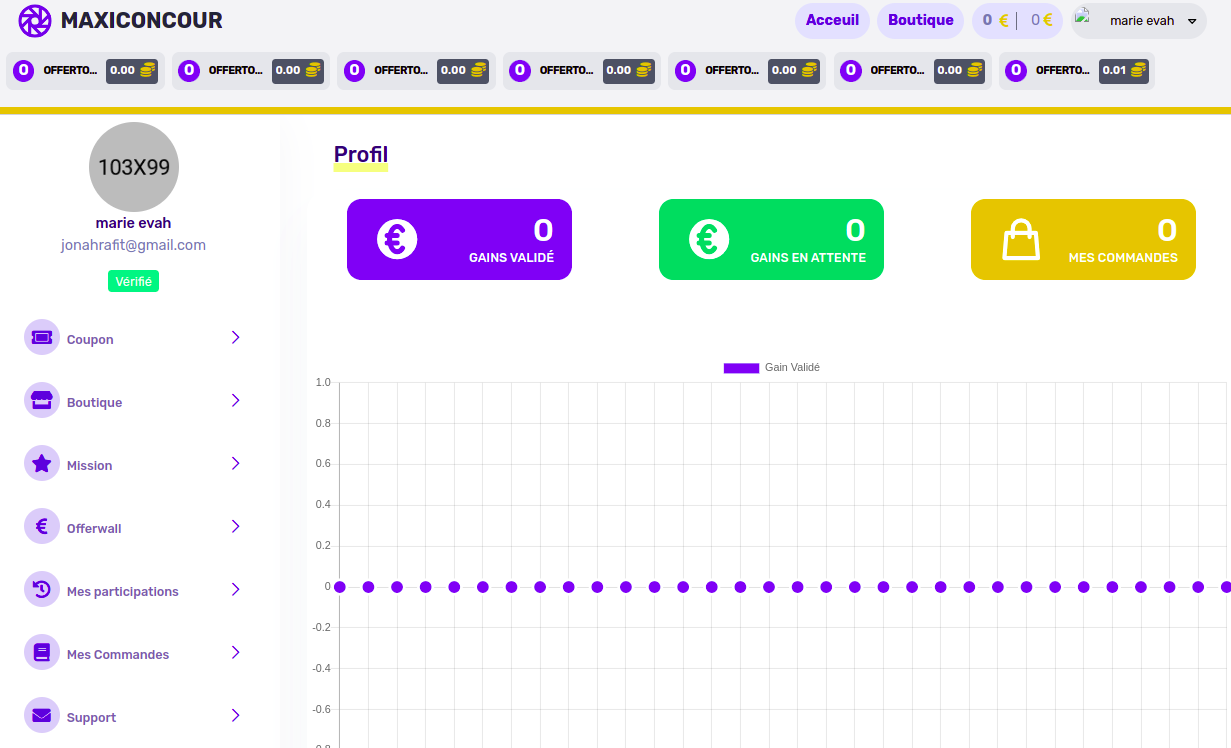 MAXICONCOUR
Acceuil
Boutique
0 € | 0 €
marie evah
0 OFFERTO... 0.00
0 OFFERTO... 0.00
0 OFFERTO... 0.00
0 OFFERTO... 0.00
0 OFFERTO... 0.00
0 OFFERTO... 0.00
0 OFFERTO... 0.01
103X99
marie evah
jonahrafit@gmail.com
Vérifié
Coupon
Boutique
Mission
€ Offerwall
Mes participations
Mes Commandes
Support
Profil
€ 0
GAINS VALIDÉ
€ 0
GAINS EN ATTENTE
0
MES COMMANDES
Gain Validé
1.0
0.8
0.6
0.4
0.2
0
-0.2
-0.4
-0.6
-0.8